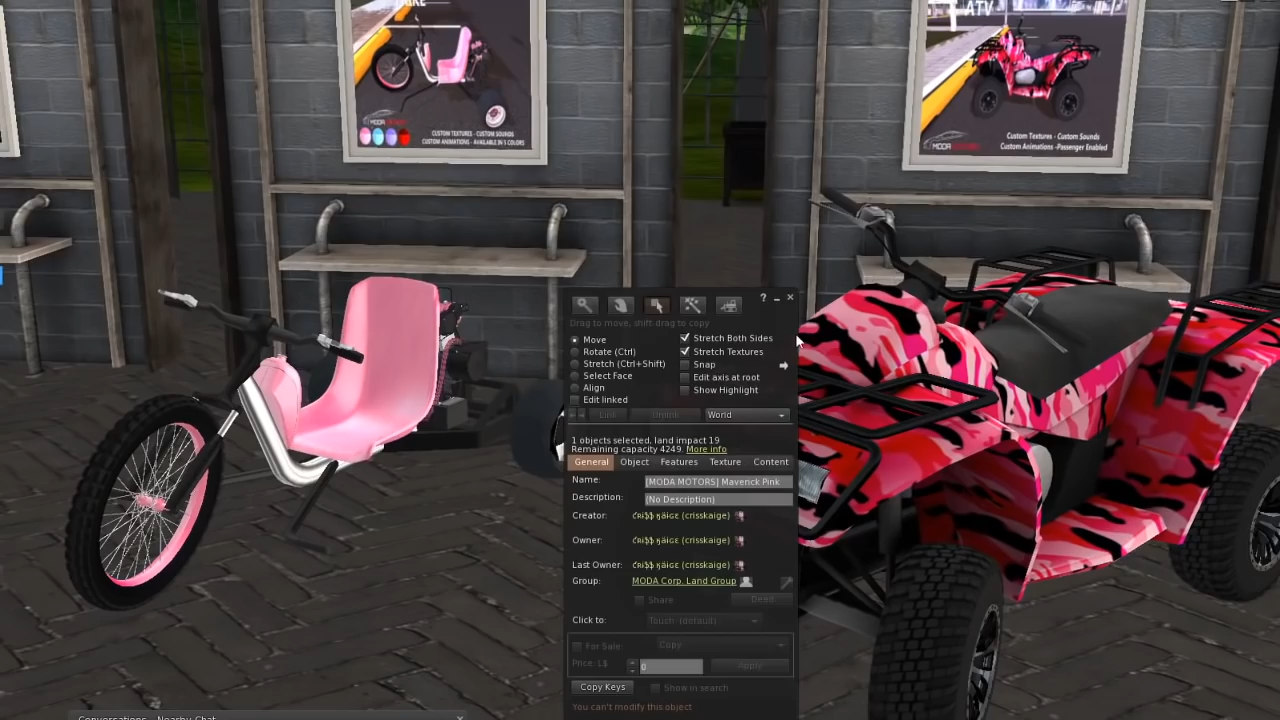 BIKE
MODA
CUSTOM TEXTURES - CUSTOM SOUNDS
CUSTOM ANIMATIONS - AVAILABLE IN 5 COLORS
ATV
Custom Textures - Custom Sounds
Custom Animations -Passenger Enabled
MODA
?
Drag to move, shift-drag to copy
Move
Rotate (Ctrl)
Stretch (Ctrl+Shift)
Select Face
Align
Edit linked
Stretch Both Sides
Stretch Textures
Snap
Edit axis at root
Show Highlight
Link
Unlink
World
1 objects selected, land impact 19
Remaining capacity 4249. More info
General Object Features Texture Content
Name: [MODA MOTORS] Maverick Pink
Description: (No Description)
Creator: (crisskaige)
Owner: (crisskaige)
Last Owner: (crisskaige)
Group: MODA Corp. Land Group
Share Deed
Click to: Touch (default)
For Sale: Copy
Price: L$ 0 Apply
Copy Keys Show in search
You can't modify this object
Conversations - Nearby Chat